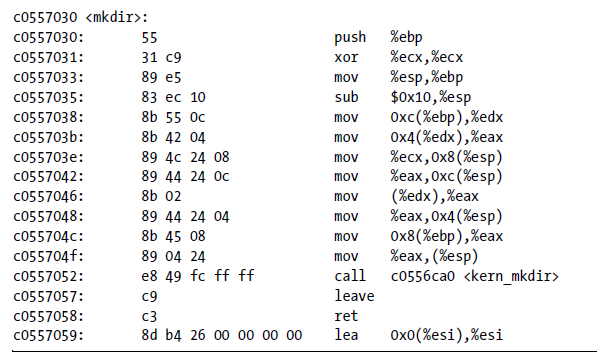 c0557030 <mkdir>:
c0557030: 55 push %ebp
c0557031: 31 c9 xor %ecx,%ecx
c0557033: 89 e5 mov %esp,%ebp
c0557035: 83 ec 10 sub $0x10,%esp
c0557038: 8b 55 0c mov 0xc(%ebp),%edx
c055703b: 8b 42 04 mov 0x4(%edx),%eax
c055703e: 89 4c 24 08 mov %ecx,0x8(%esp)
c0557042: 89 44 24 0c mov %eax,0xc(%esp)
c0557046: 8b 02 mov (%edx),%eax
c0557048: 89 44 24 04 mov %eax,0x4(%esp)
c055704c: 8b 45 08 mov 0x8(%ebp),%eax
c055704f: 89 04 24 mov %eax,(%esp)
c0557052: e8 49 fc ff ff call c0556ca0 <kern_mkdir>
c0557057: c9 leave
c0557058: c3 ret
c0557059: 8d b4 26 00 00 00 00 lea 0x0(%esi),%esi